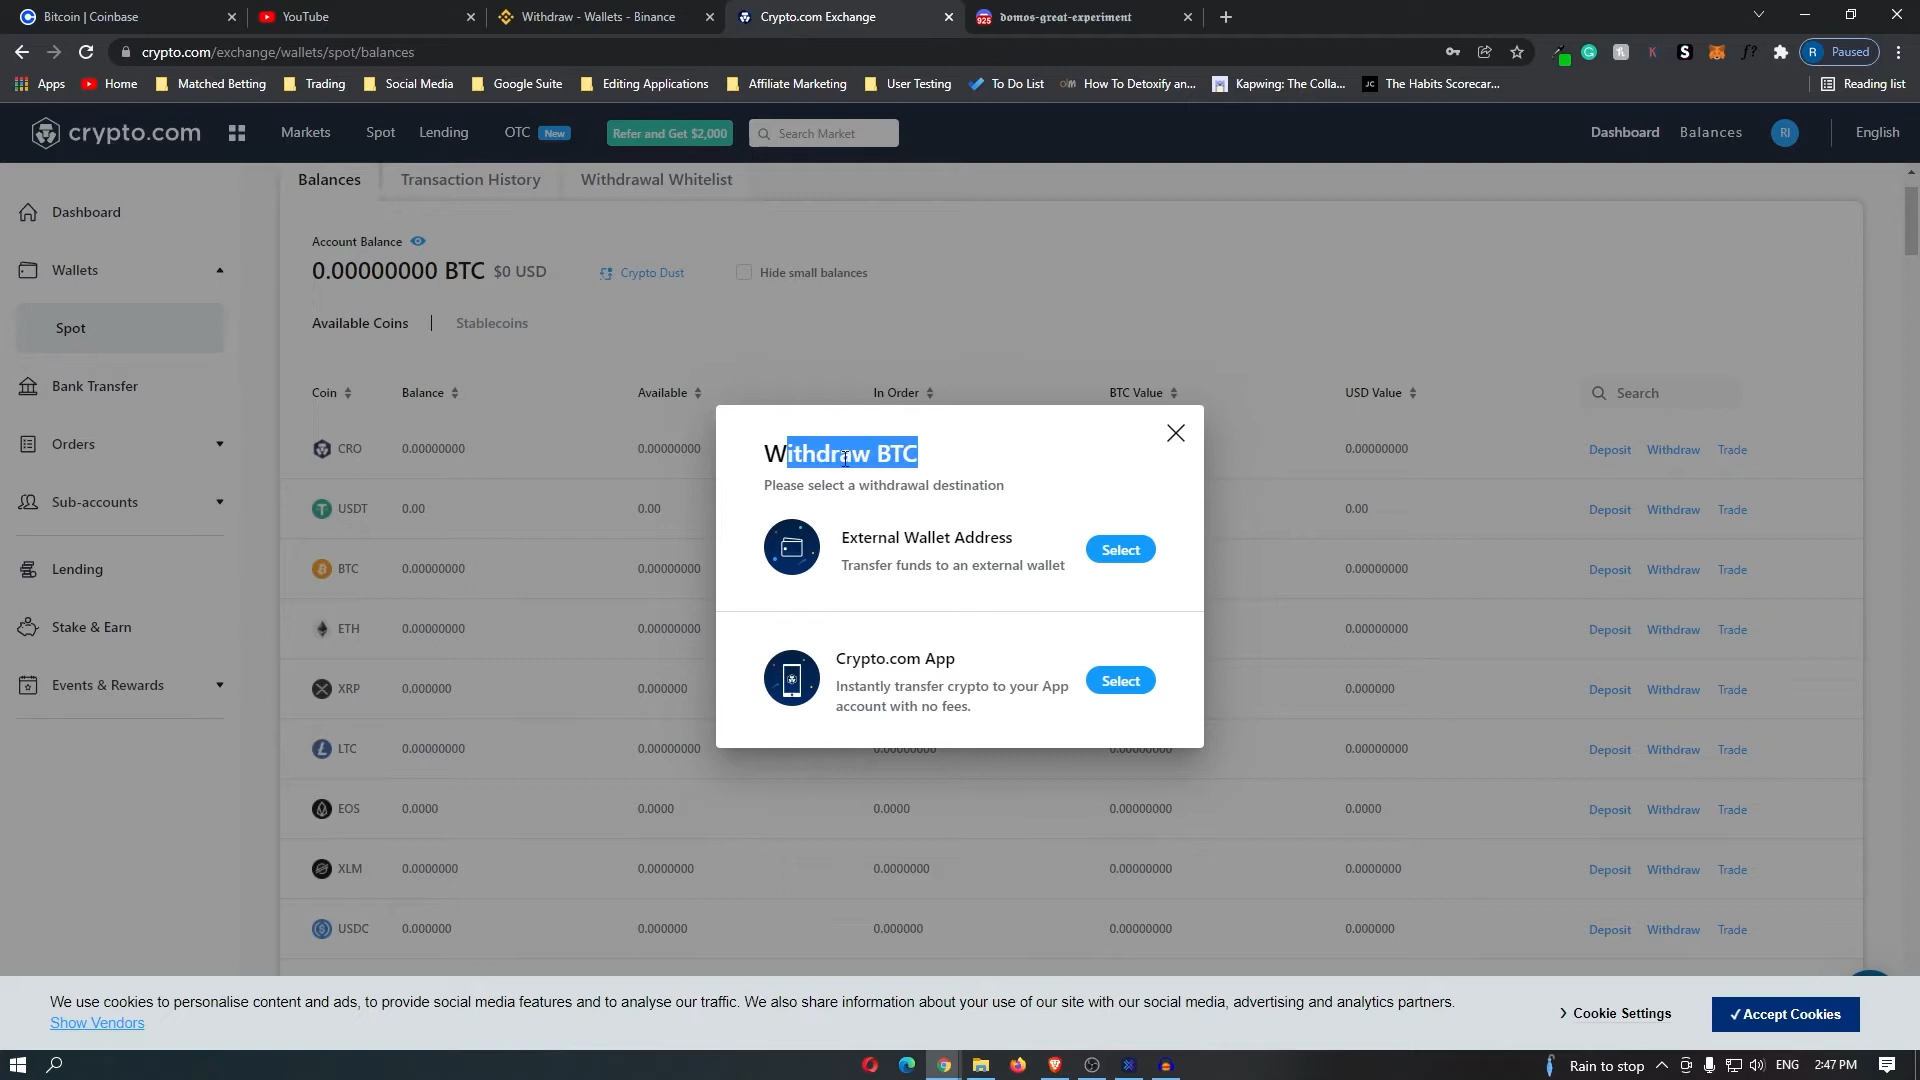 Bitcoin | Coinbase
YouTube
Withdraw - Wallets - Binance
Crypto.com Exchange
925 𝖉𝖔𝖒𝖔𝖘-𝖌𝖗𝖊𝖆𝖙-𝖊𝖝𝖕𝖊𝖗𝖎𝖒𝖊𝖓𝖙
crypto.com/exchange/wallets/spot/balances
R Paused
Apps
Home
Matched Betting
Trading
Social Media
Google Suite
Editing Applications
Affiliate Marketing
User Testing
To Do List
How To Detoxify an...
Kapwing: The Colla...
The Habits Scorecar...
Reading list
crypto.com
Markets
Spot
Lending
OTC New
Refer and Get $2,000
Search Market
Dashboard
Balances
RI
English
Balances
Transaction History
Withdrawal Whitelist
Dashboard
Wallets
Spot
Bank Transfer
Orders
Sub-accounts
Lending
Stake & Earn
Events & Rewards
Account Balance
0.00000000 BTC $0 USD
Crypto Dust
Hide small balances
Available Coins | Stablecoins
Coin Balance Available In Order BTC Value USD Value Search
CRO 0.00000000 0.00000000 0.00000000 Deposit Withdraw Trade
USDT 0.00 0.00 0.00 Deposit Withdraw Trade
BTC 0.00000000 0.00000000 0.00000000 Deposit Withdraw Trade
ETH 0.00000000 0.00000000 0.00000000 Deposit Withdraw Trade
XRP 0.000000 0.000000 0.000000 Deposit Withdraw Trade
LTC 0.00000000 0.00000000 0.00000000 0.00000000 0.00000000 Deposit Withdraw Trade
EOS 0.0000 0.0000 0.0000 0.00000000 0.0000 Deposit Withdraw Trade
XLM 0.0000000 0.0000000 0.0000000 0.00000000 0.0000000 Deposit Withdraw Trade
USDC 0.000000 0.000000 0.000000 0.00000000 0.000000 Deposit Withdraw Trade
Withdraw BTC
Please select a withdrawal destination
External Wallet Address
Transfer funds to an external wallet
Select
Crypto.com App
Instantly transfer crypto to your App
account with no fees.
Select
We use cookies to personalise content and ads, to provide social media features and to analyse our traffic. We also share information about your use of our site with our social media, advertising and analytics partners.
Show Vendors
Cookie Settings
✓Accept Cookies
Rain to stop
ENG
2:47 PM